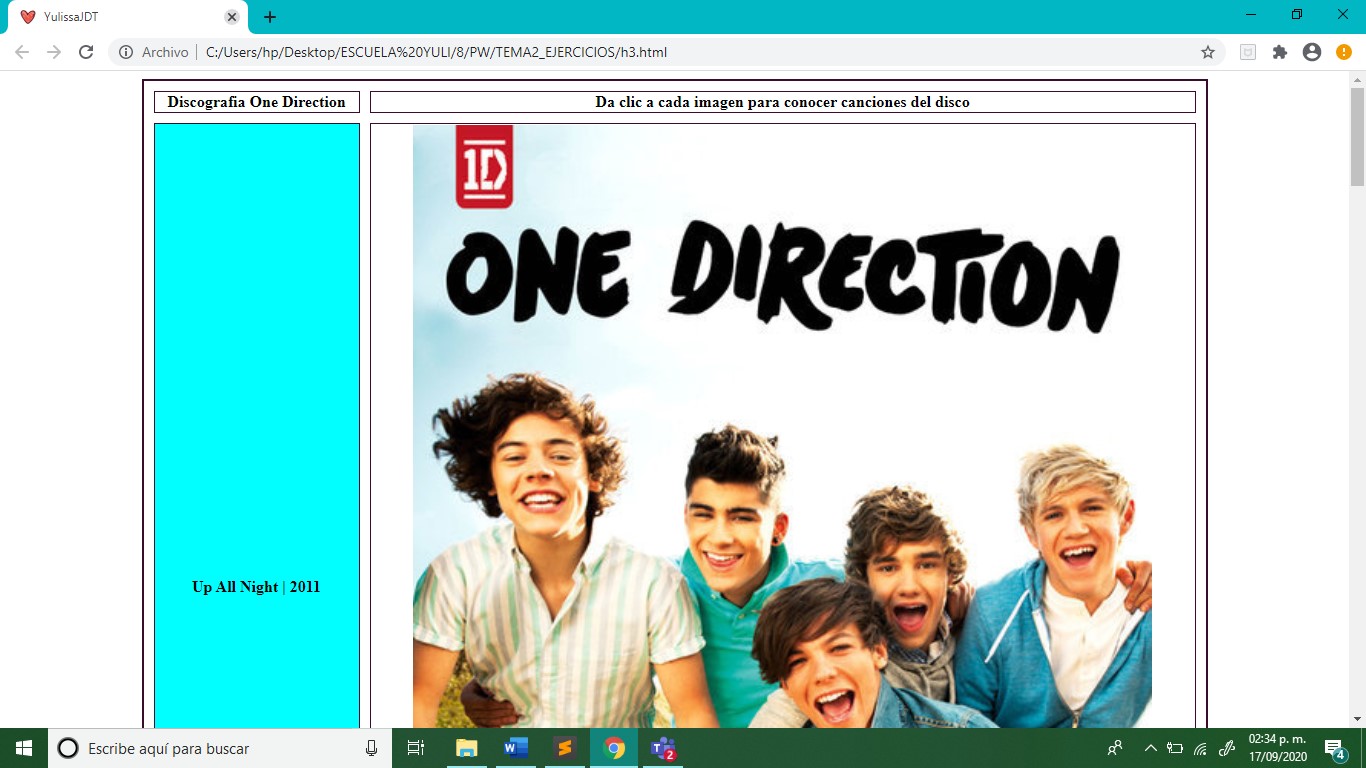 YulissaJDT
Archivo
C:/Users/hp/Desktop/ESCUELA%20YULI/8/PW/TEMA2_EJERCICIOS/h3.html
Discografia One Direction
Da clic a cada imagen para conocer canciones del disco
1D
ONE DIRECTION
Up All Night | 2011
Escribe aquí para buscar
2
02:34 p. m.
17/09/2020
4